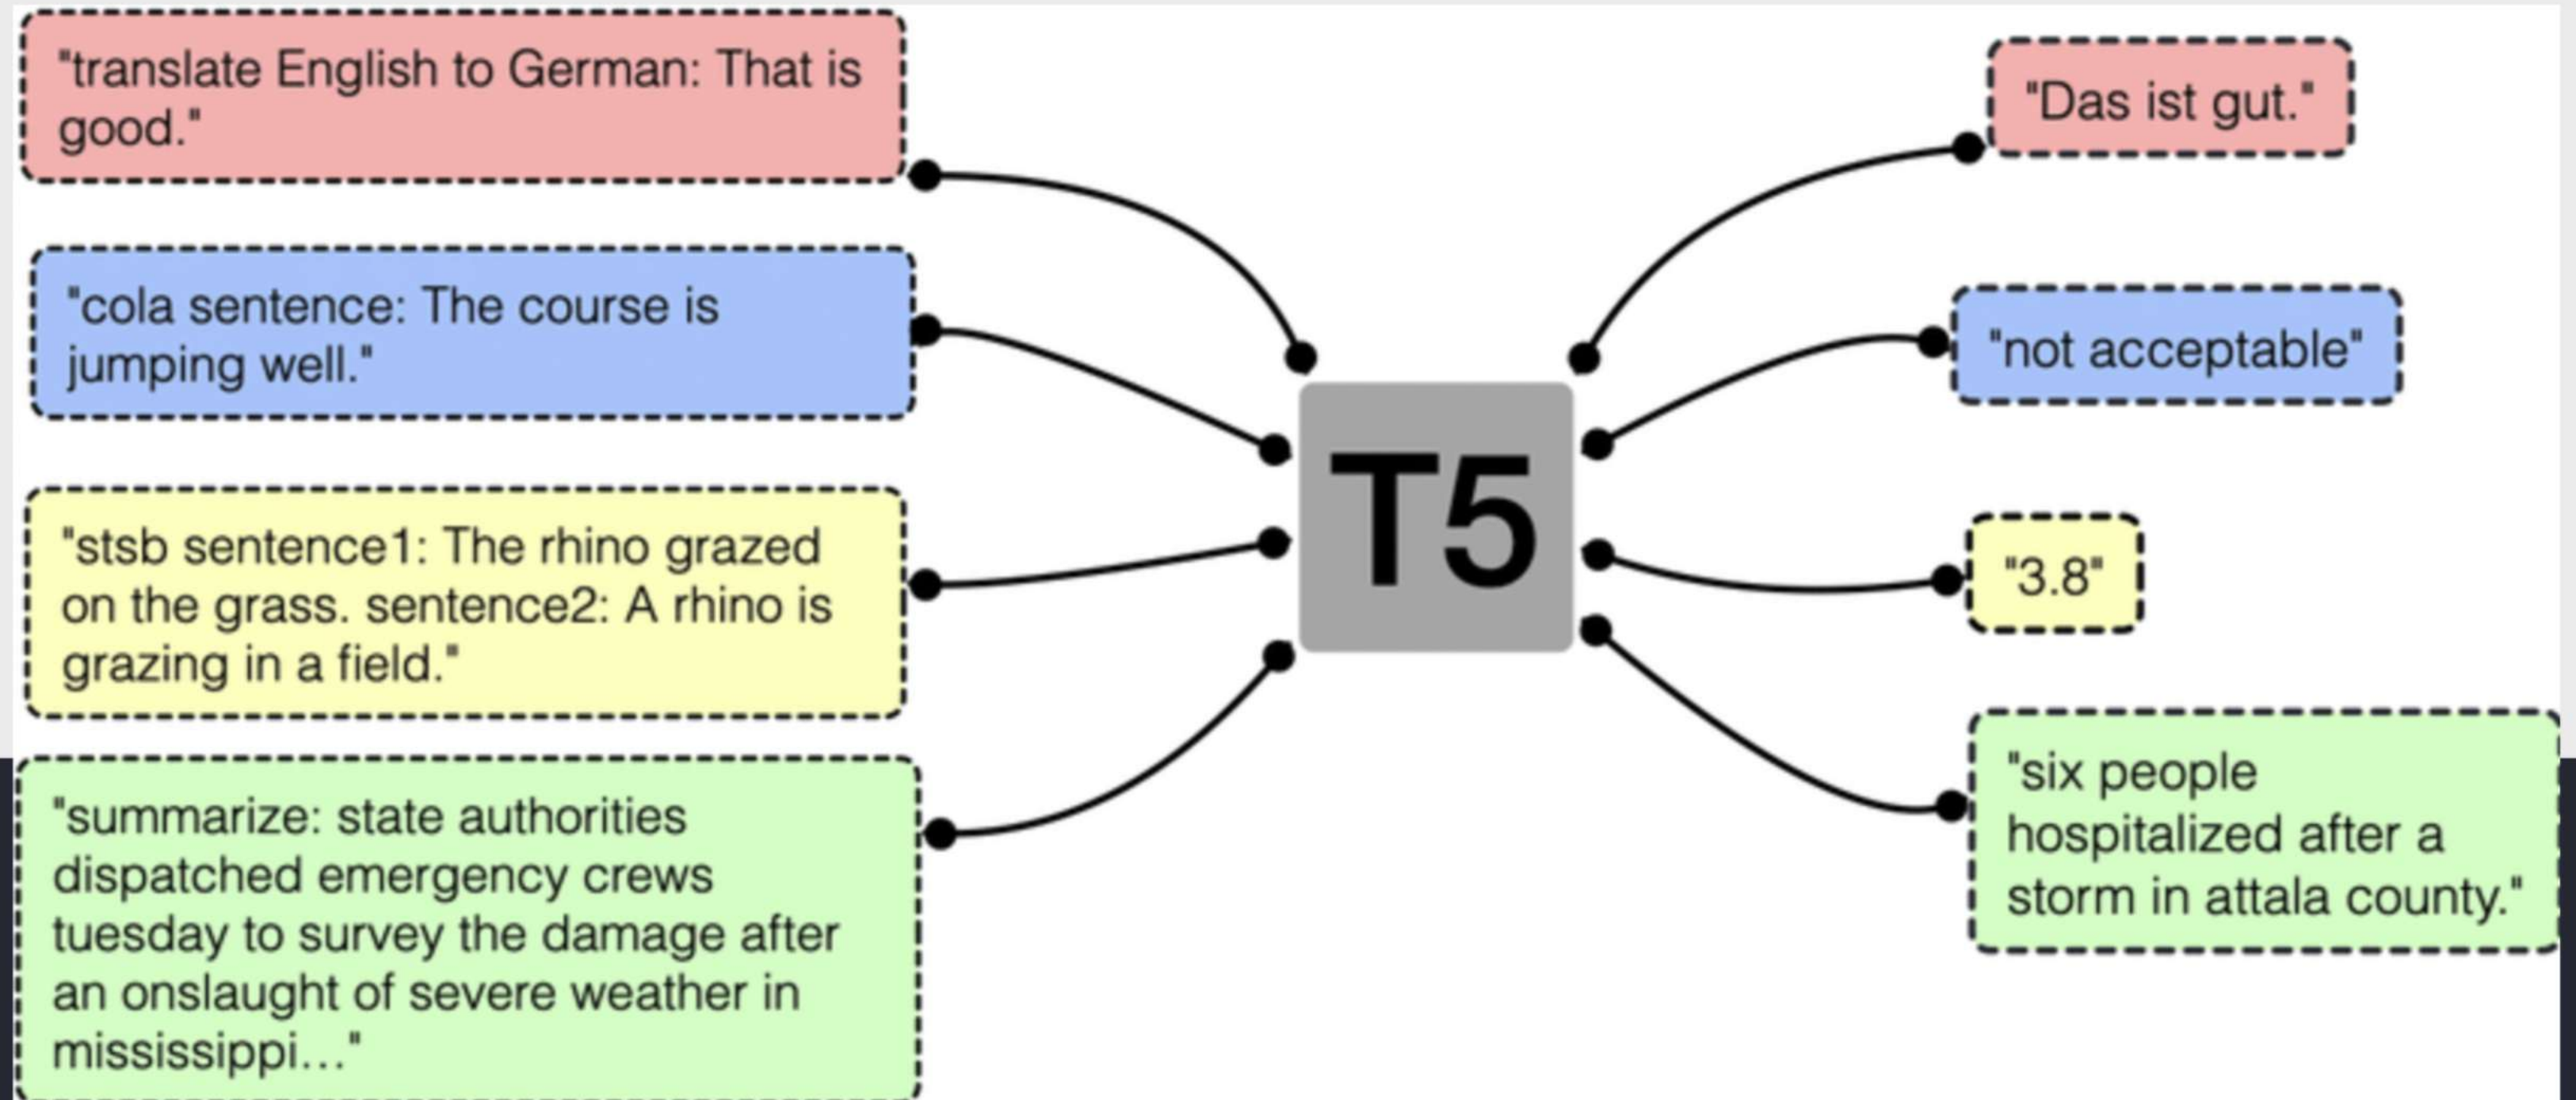 "translate English to German: That is
good."
"cola sentence: The course is
jumping well."
"stsb sentence1: The rhino grazed
on the grass. sentence2: A rhino is
grazing in a field."
"summarize: state authorities
dispatched emergency crews
tuesday to survey the damage after
an onslaught of severe weather in
mississippi..."
T5
"Das ist gut."
"not acceptable"
"3.8"
"six people
hospitalized after a
storm in attala county."